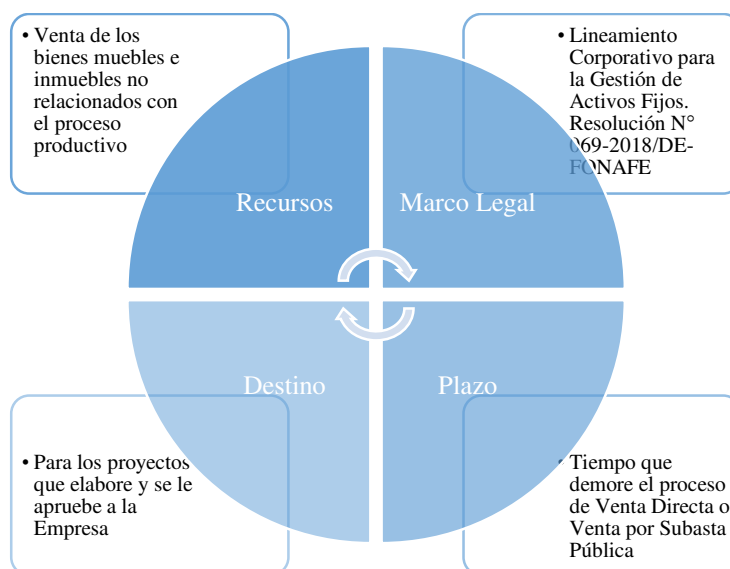 • Venta de los
bienes muebles e
inmuebles no
relacionados con
el proceso
productivo
• Lineamiento
Corporativo para
la Gestión de
Activos Fijos.
Resolución N°
069-2018/DE-
FONAFE
Recursos
Marco Legal
Destino
Plazo
• Para los proyectos
que elabore y se le
apruebe a la
Empresa
• Tiempo que
demore el proceso
de Venta Directa o
Venta por Subasta
Pública